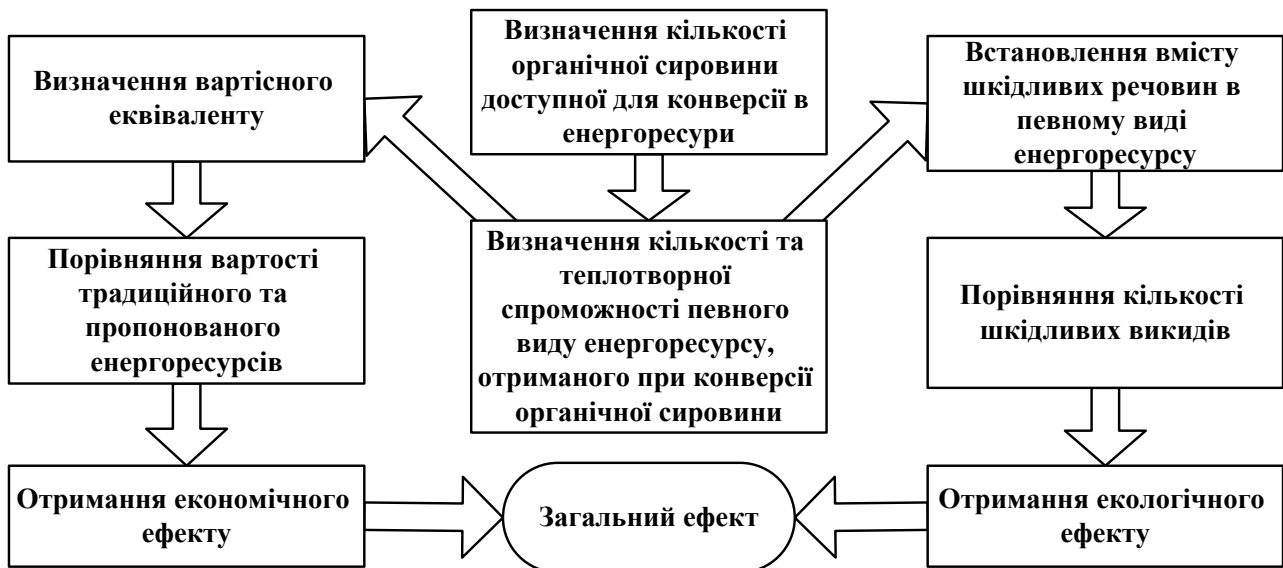 Визначення вартісного
еквіваленту
Визначення кількості
органічної сировини
доступної для конверсії в
енергоресури
Встановлення вмісту
шкідливих речовин в
певному виді
енергоресурсу
Порівняння вартості
традиційного та
пропонованого
енергоресурсів
Визначення кількості та
теплотворної
спроможності певного
виду енергоресурсу,
отриманого при конверсії
органічної сировини
Порівняння кількості
шкідливих викидів
Отримання економічного
ефекту
Загальний ефект
Отримання екологічного
ефекту